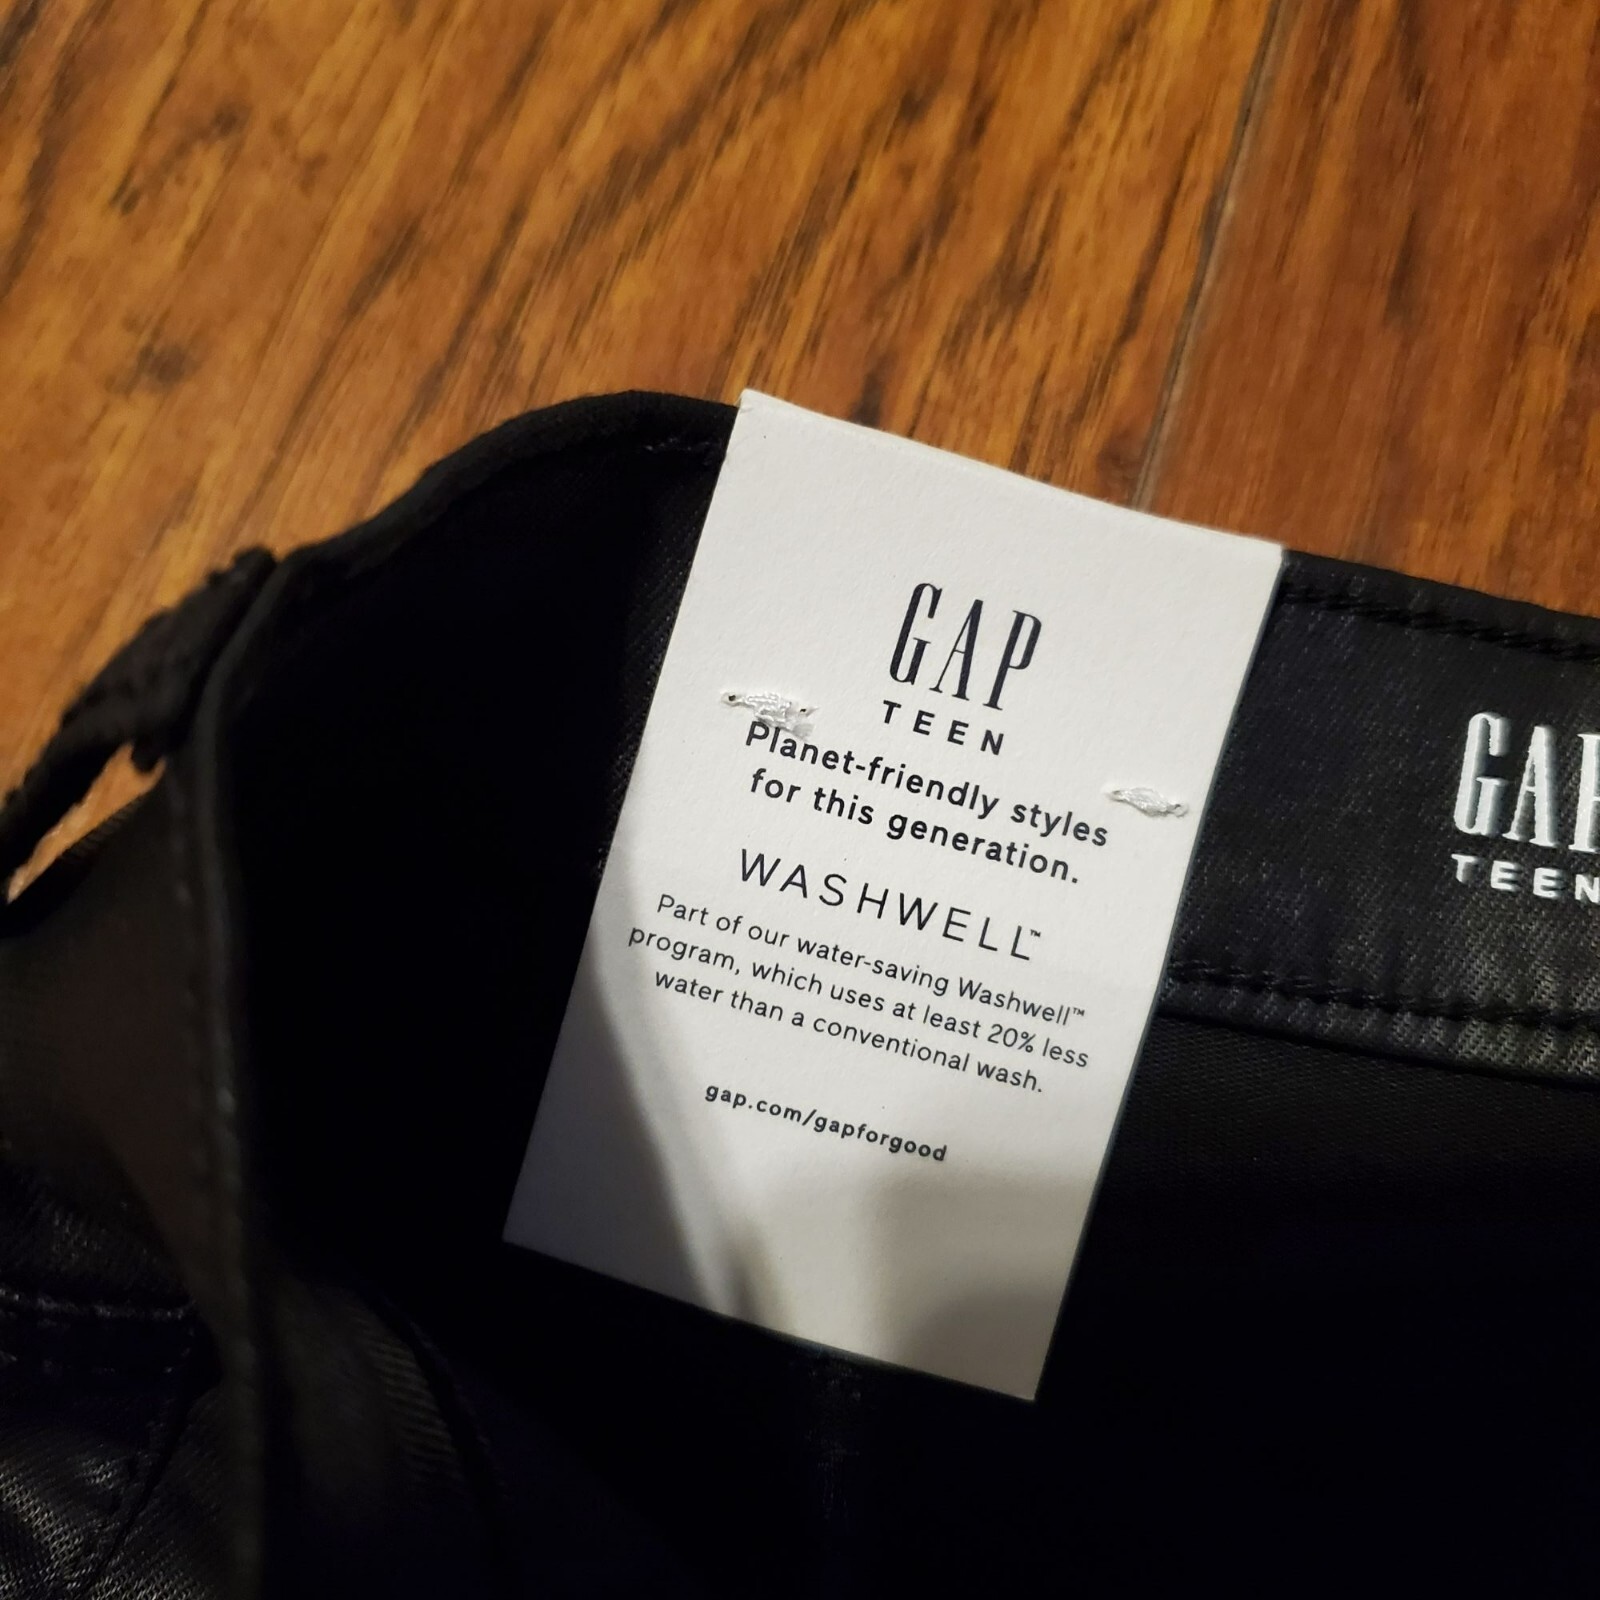 GAP
TEEN
Planet-friendly styles
for this generation.
WASHWELL™
Part of our water-saving Washwell™
program, which uses at least 20% less
water than a conventional wash.
gap.com/gapforgood
GAP
TEEN